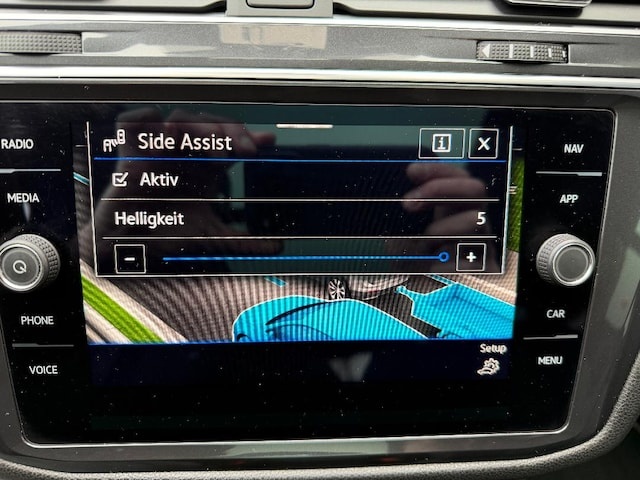 RADIO
MEDIA
PHONE
VOICE
Side Assist
i
X
Aktiv
Helligkeit 5
- +
Setup
NAV
APP
CAR
MENU